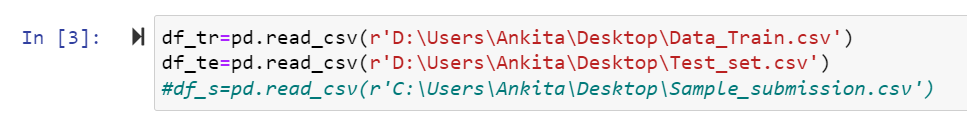 In [3]: df_tr=pd.read_csv(r'D:\Users\Ankita\Desktop\Data_Train.csv')
df_te=pd.read_csv(r'D:\Users\Ankita\Desktop\Test_set.csv')
#df_s=pd.read_csv(r'C:\Users\Ankita\Desktop\Sample_submission.csv')